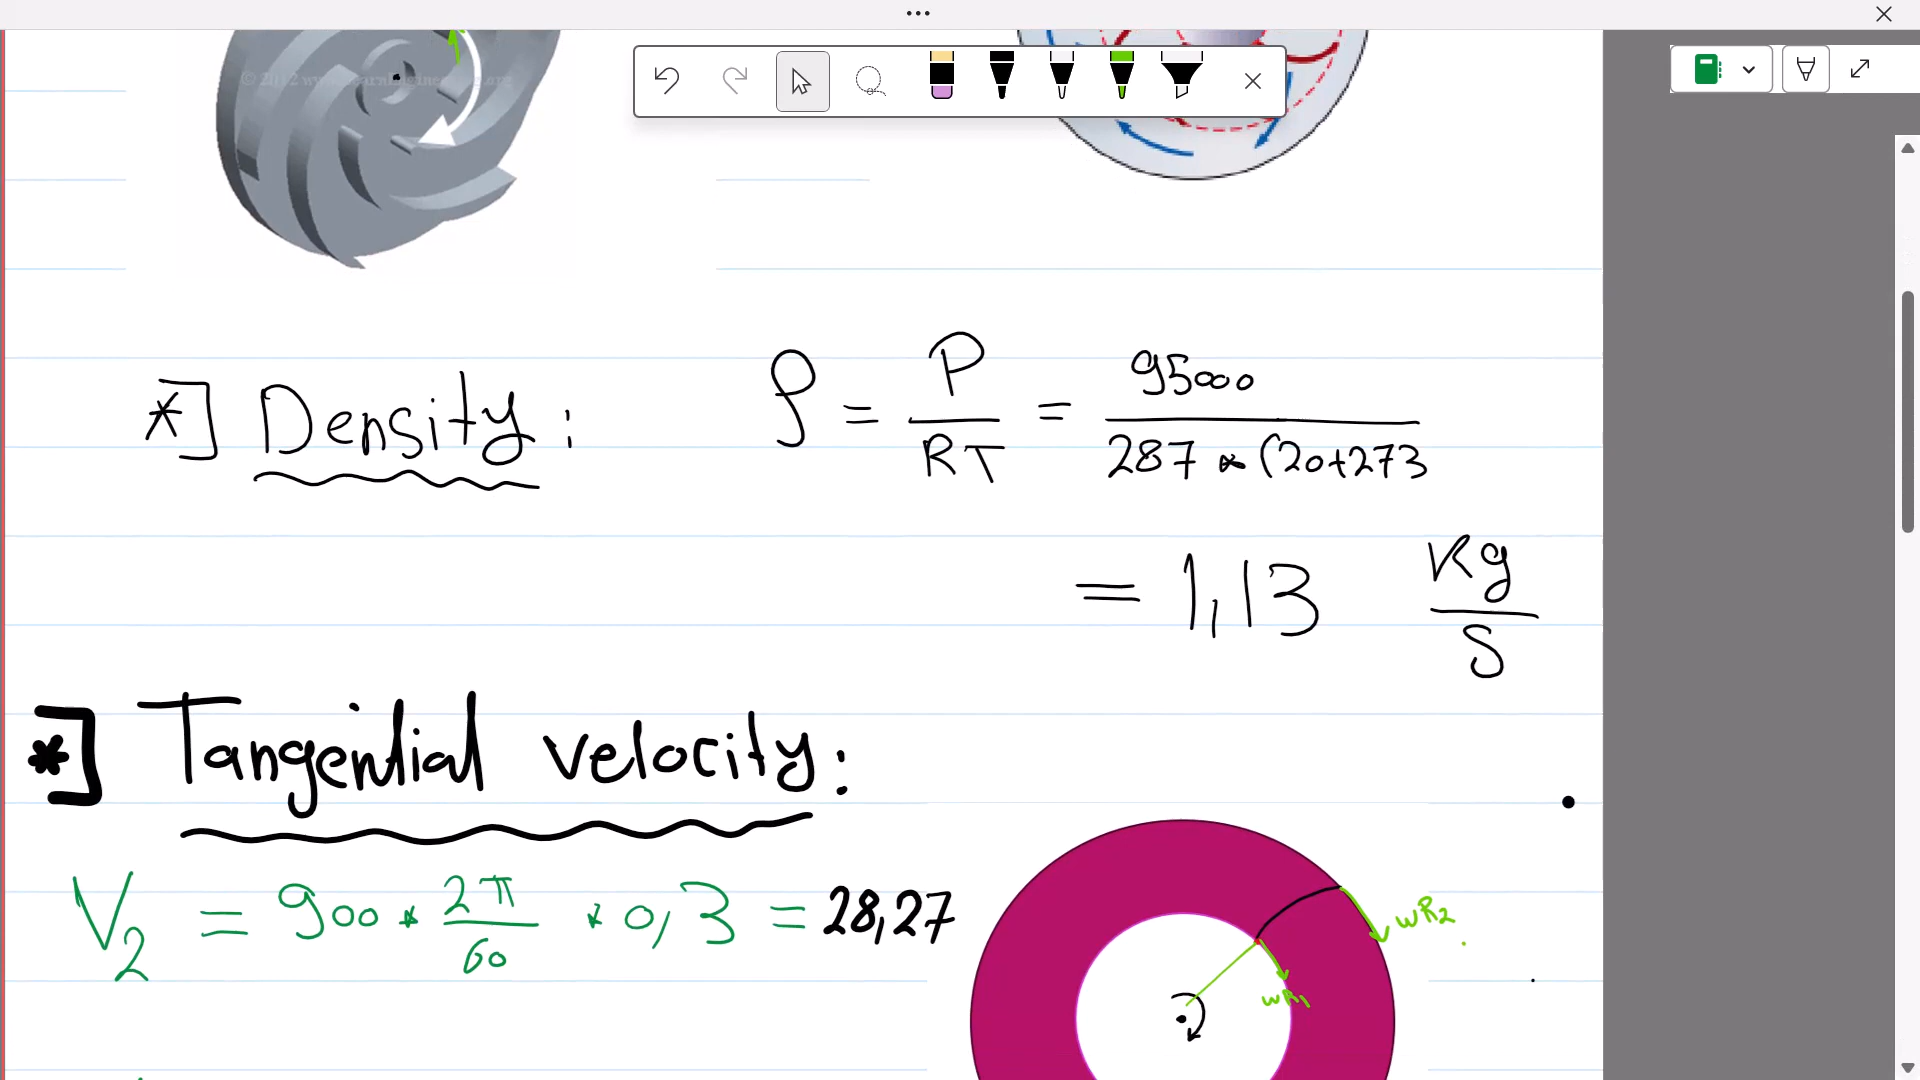 *] Density: ρ = P / RT = 95000 / 287 * (20+273
= 1,13 Kg / S
*] Tangential velocity:
V2 = 900 * 2π / 60 * 0,3 = 28,27
wR2
wR1